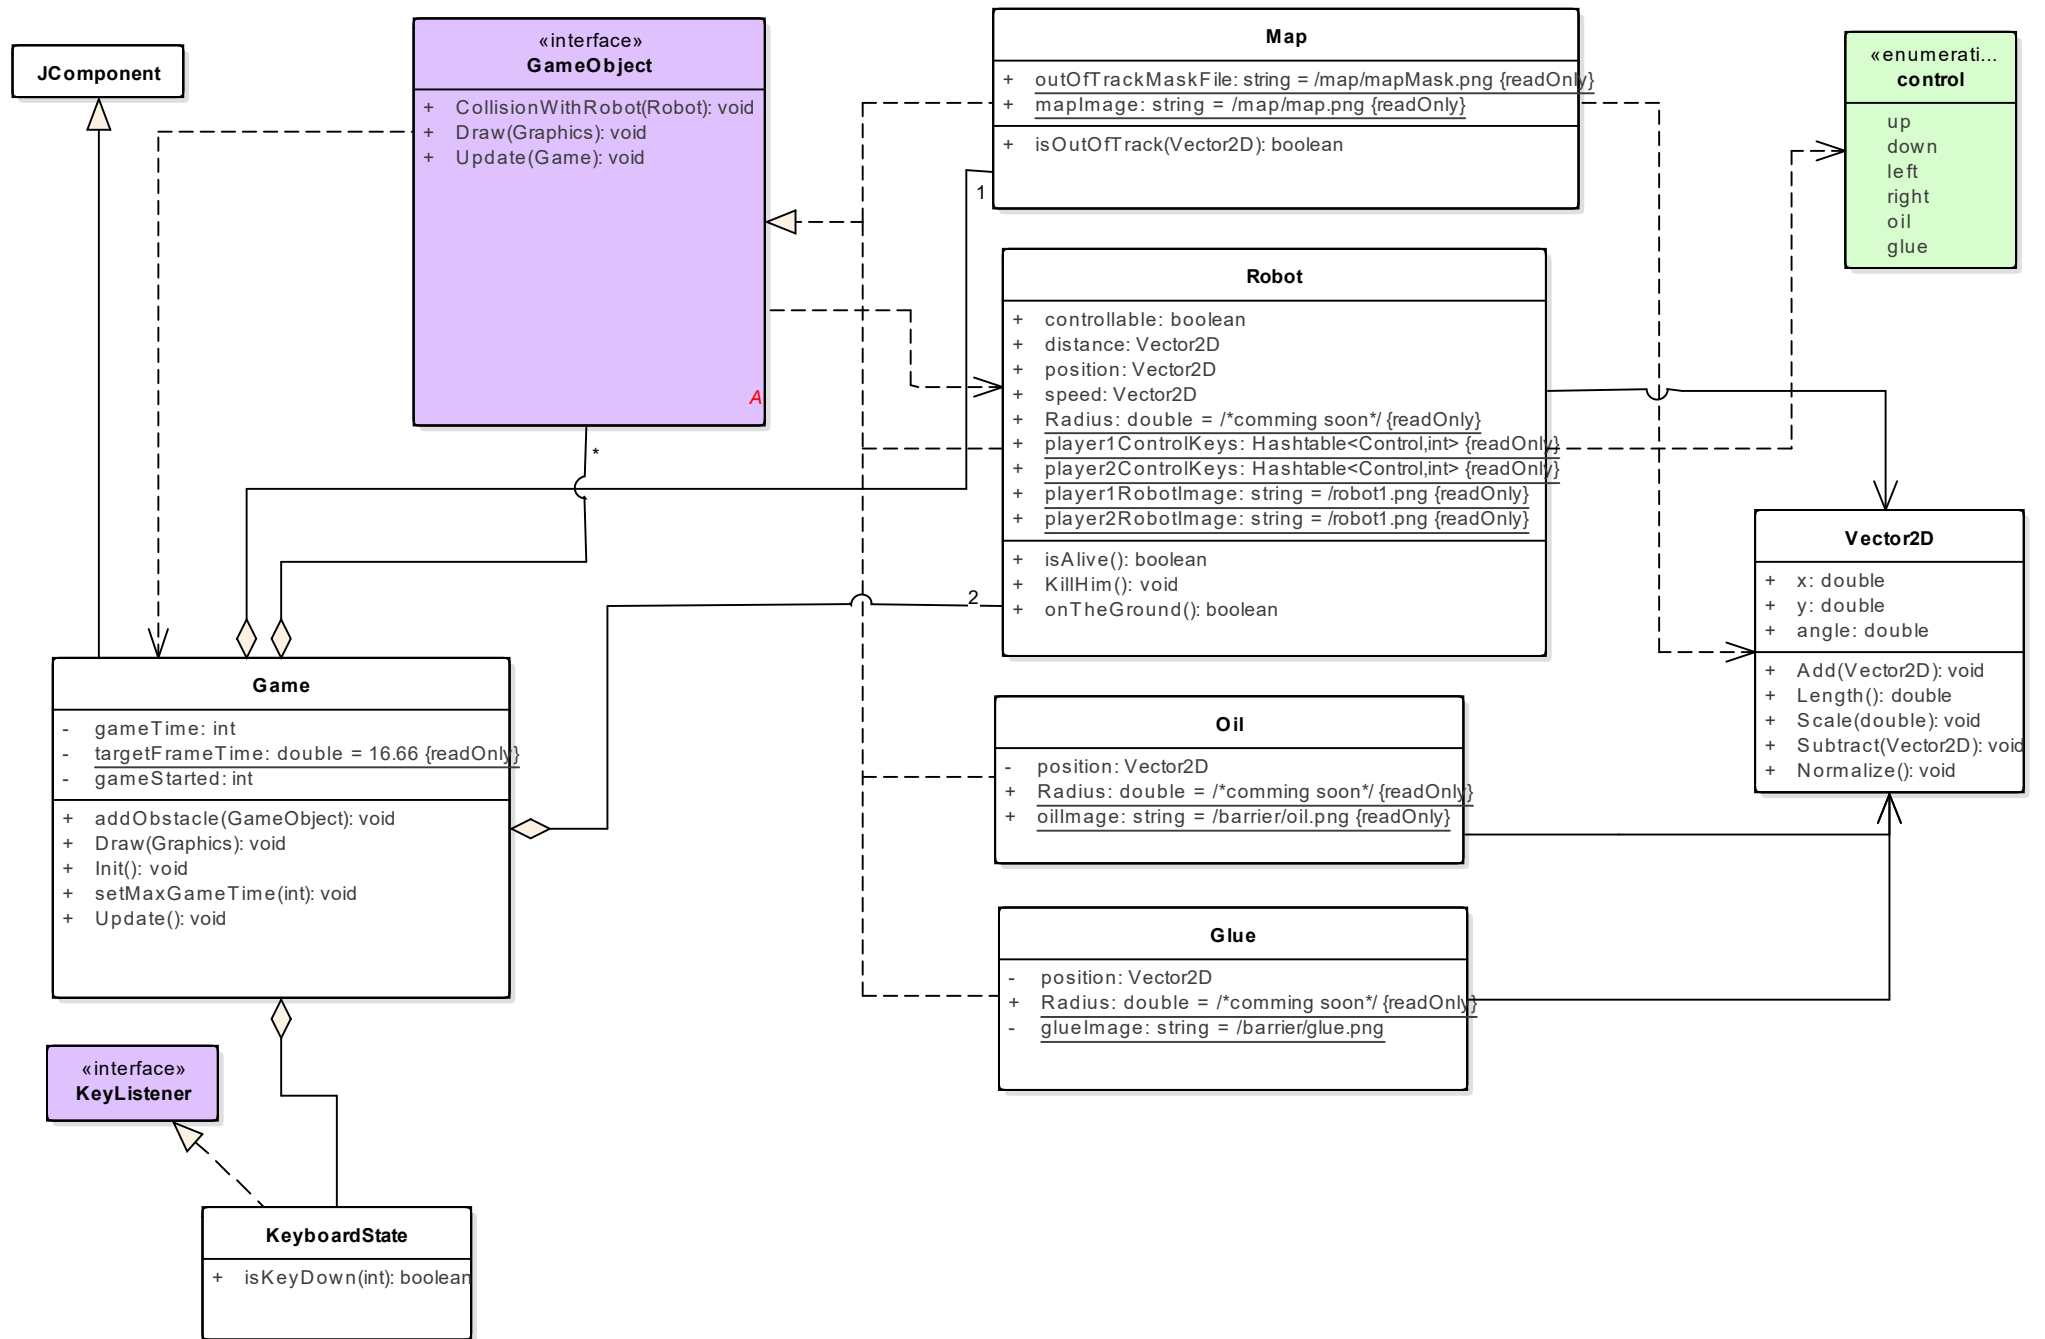 JComponent
«interface»
GameObject
+ CollisionWithRobot(Robot): void
+ Draw(Graphics): void
+ Update(Game): void
A
*
Map
+ outOfTrackMaskFile: string = /map/mapMask.png {readOnly}
+ mapImage: string = /map/map.png {readOnly}
+ isOutOfTrack(Vector2D): boolean
1
«enumerati...
control
up
down
left
right
oil
glue
Robot
+ controllable: boolean
+ distance: Vector2D
+ position: Vector2D
+ speed: Vector2D
+ Radius: double = /*comming soon*/ {readOnly}
+ player1ControlKeys: Hashtable<Control,int> {readOnly}
+ player2ControlKeys: Hashtable<Control,int> {readOnly}
+ player1RobotImage: string = /robot1.png {readOnly}
+ player2RobotImage: string = /robot1.png {readOnly}
+ isAlive(): boolean
+ KillHim(): void
+ onTheGround(): boolean
2
Vector2D
+ x: double
+ y: double
+ angle: double
+ Add(Vector2D): void
+ Length(): double
+ Scale(double): void
+ Subtract(Vector2D): void
+ Normalize(): void
Game
- gameTime: int
- targetFrameTime: double = 16.66 {readOnly}
- gameStarted: int
+ addObstacle(GameObject): void
+ Draw(Graphics): void
+ Init(): void
+ setMaxGameTime(int): void
+ Update(): void
Oil
- position: Vector2D
+ Radius: double = /*comming soon*/ {readOnly}
+ oilImage: string = /barrier/oil.png {readOnly}
Glue
- position: Vector2D
+ Radius: double = /*comming soon*/ {readOnly}
- glueImage: string = /barrier/glue.png
«interface»
KeyListener
KeyboardState
+ isKeyDown(int): boolean